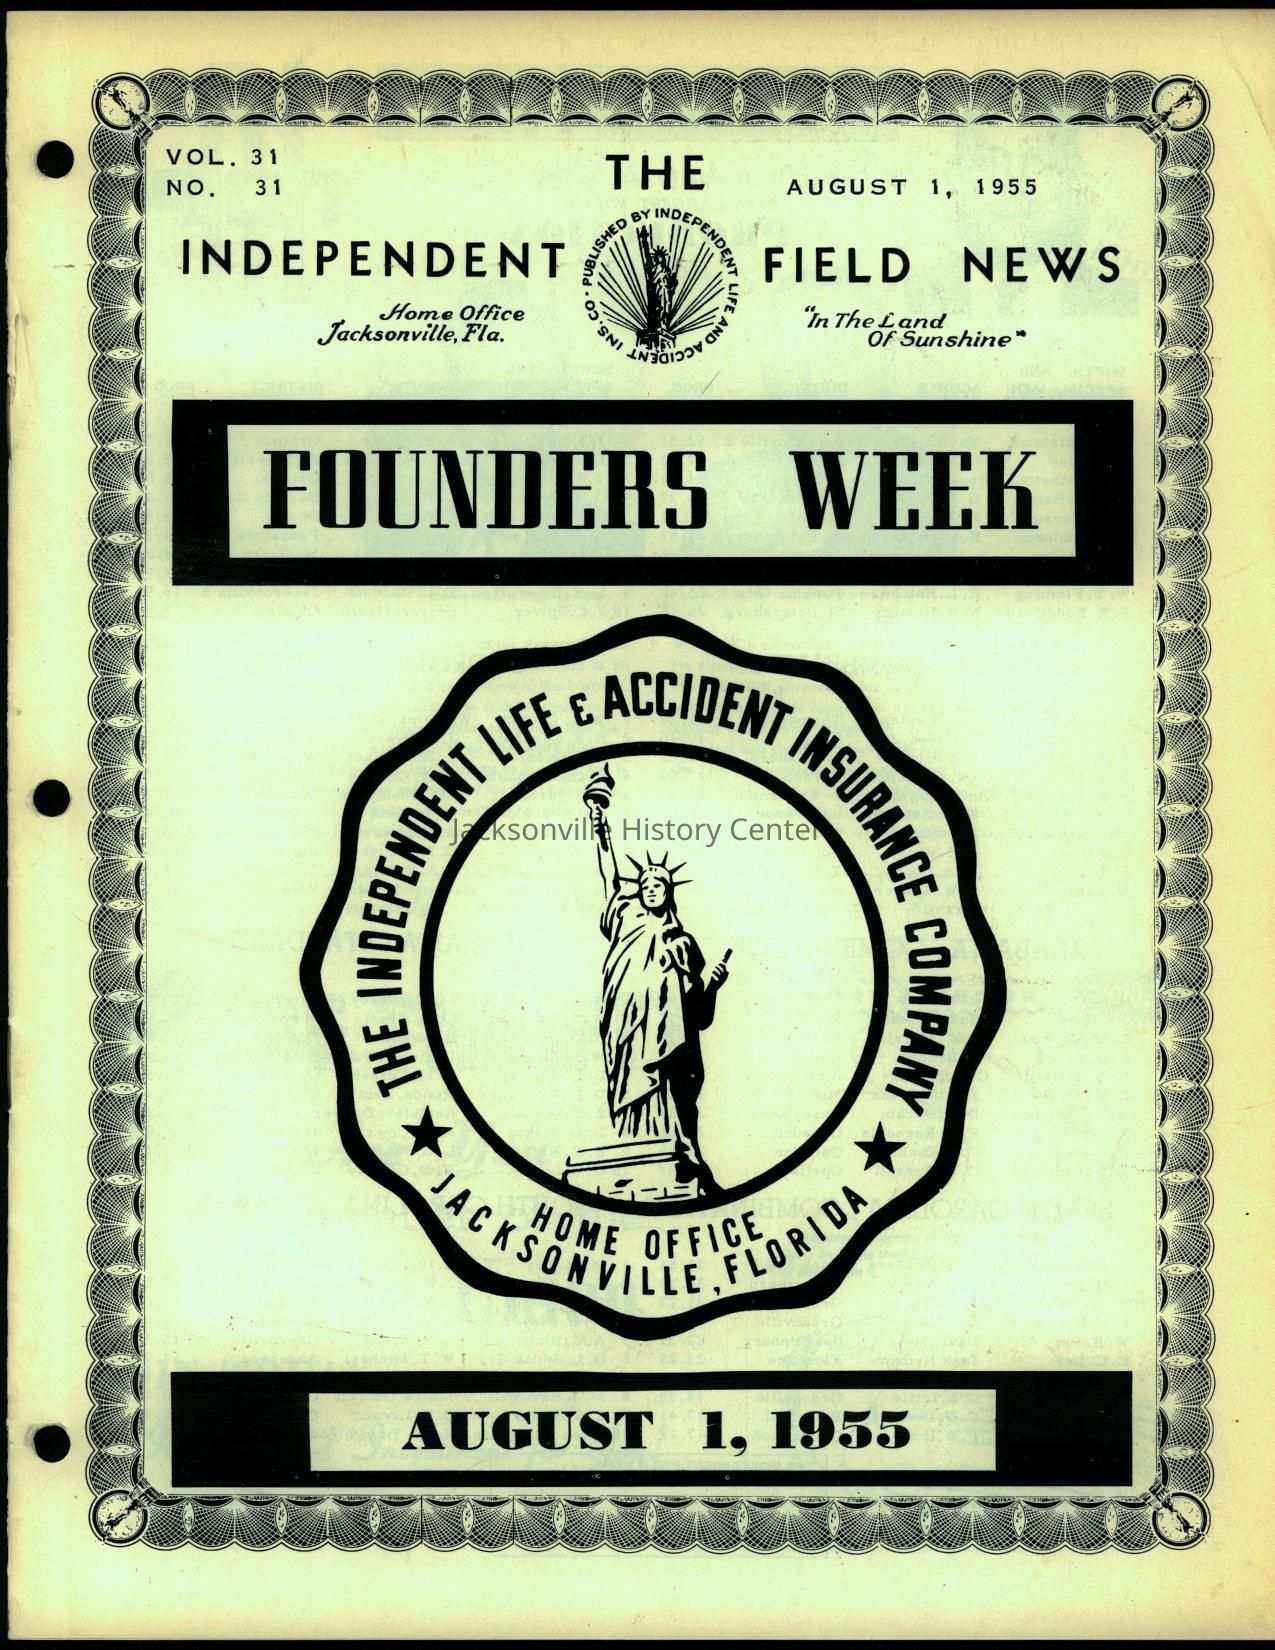 VOL. 31
NO. 31
THE
AUGUST 1, 1955
INDEPENDENT
FIELD NEWS
PUBLISHED BY INDEPENDENT LIFE AND ACCIDENT INS. CO.
Home Office
Jacksonville, Fla.
"In The Land
Of Sunshine"
FOUNDERS WEEK
THE INDEPENDENT LIFE & ACCIDENT INSURANCE COMPANY
Jacksonville History Center
HOME OFFICE
JACKSONVILLE, FLORIDA
AUGUST 1, 1955